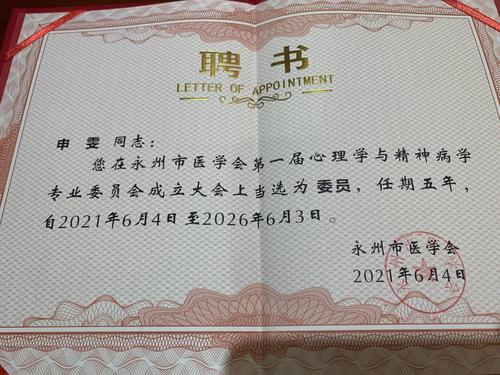 聘书
LETTER OF APPOINTMENT
申雯 同志：
您在永州市医学会第一届心理学与精神病学
专业委员会成立大会上当选为委员，任期五年，
自2021年6月4日至2026年6月3日。
永州市医学会
2021年6月4日